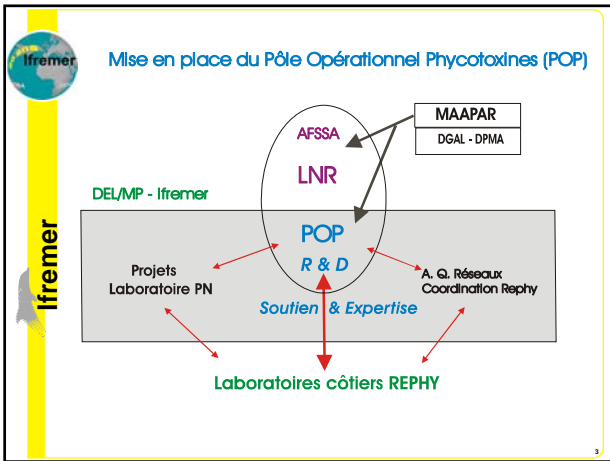 Ifremer
Mise en place du Pôle Opérationnel Phycotoxines (POP)
MAAPAR
DGAL - DPMA
AFSSA
LNR
DEL/MP - Ifremer
POP
R & D
Projets
Laboratoire PN
A. Q. Réseaux
Coordination Rephy
Soutien & Expertise
Laboratoires côtiers REPHY
Ifremer
3